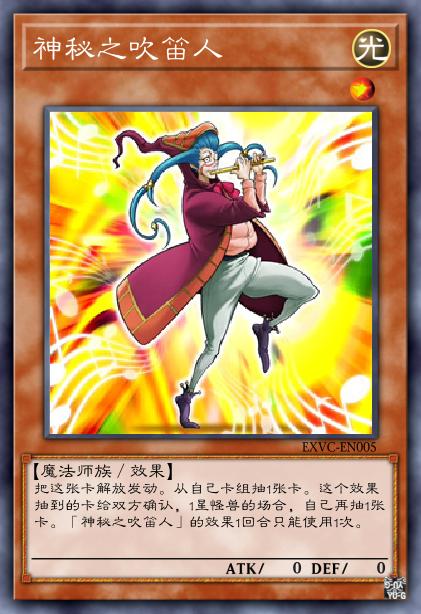 神秘之吹笛人
光
EXVC-EN005
【魔法师族／效果】
把这张卡解放发动。从自己卡组抽1张卡。这个效果
抽到的卡给双方确认，1星怪兽的场合，自己再抽1张
卡。「神秘之吹笛人」的效果1回合只能使用1次。
ATK/ 0 DEF/ 0